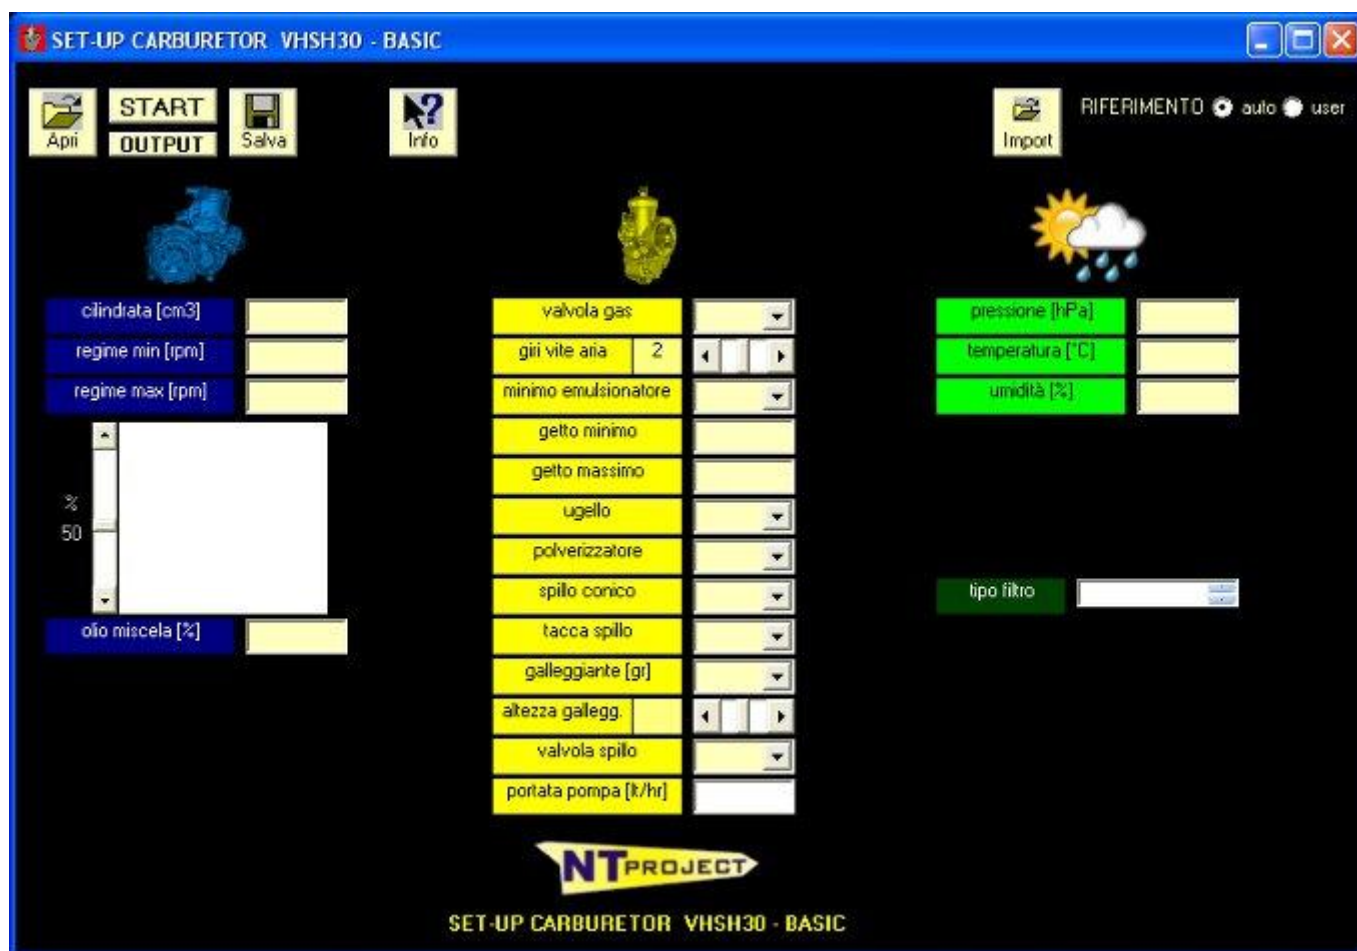 SET-UP CARBURETOR VHSH30 - BASIC
Apri
START
OUTPUT
Salva
Info
Import
RIFERIMENTO auto user
cilindrata [cm3]
regime min [rpm]
regime max [rpm]
%
50
olio miscela [%]
valvola gas
giri vite aria 2
minimo emulsionatore
getto minimo
getto massimo
ugello
polverizzatore
spillo conico
tacca spillo
galleggiante [gr]
altezza gallegg.
valvola spillo
portata pompa [lt/hr]
pressione [hPa]
temperatura [°C]
umidità [%]
tipo filtro
NT PROJECT
SET-UP CARBURETOR VHSH30 - BASIC